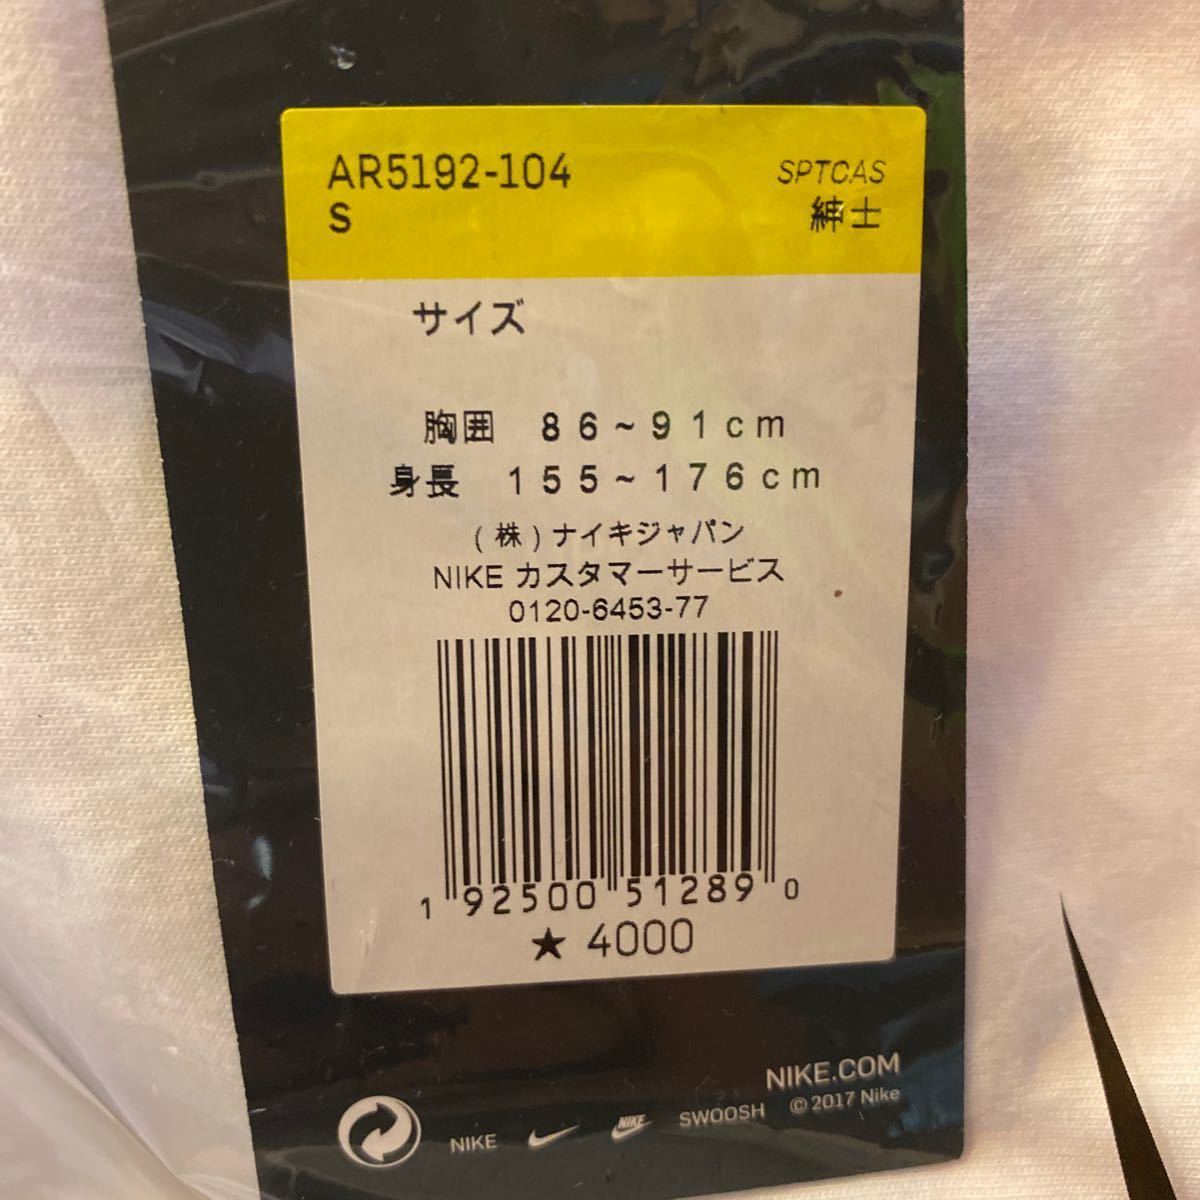 AR5192-104 SPTCAS
S 紳士
サイズ
胸囲 86~91cm
身長 155~176cm
(株)ナイキジャパン
NIKE カスタマーサービス
0120-6453-77
1 92500 51289 0
★ 4000
NIKE.COM
NIKE NIKE SWOOSH © 2017 Nike